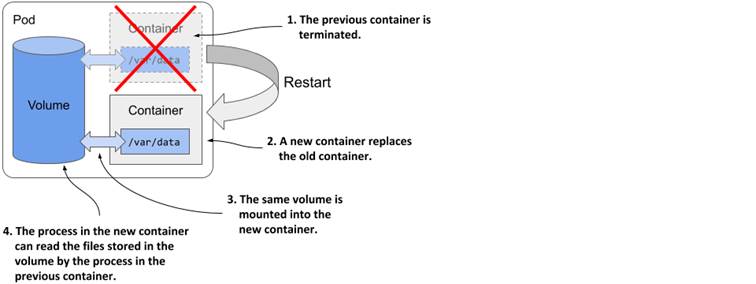 Pod
Container
/var/data
Volume
Container
/var/data
Restart
1. The previous container is
terminated.
2. A new container replaces
the old container.
3. The same volume is
mounted into the
new container.
4. The process in the new container
can read the files stored in the
volume by the process in the
previous container.